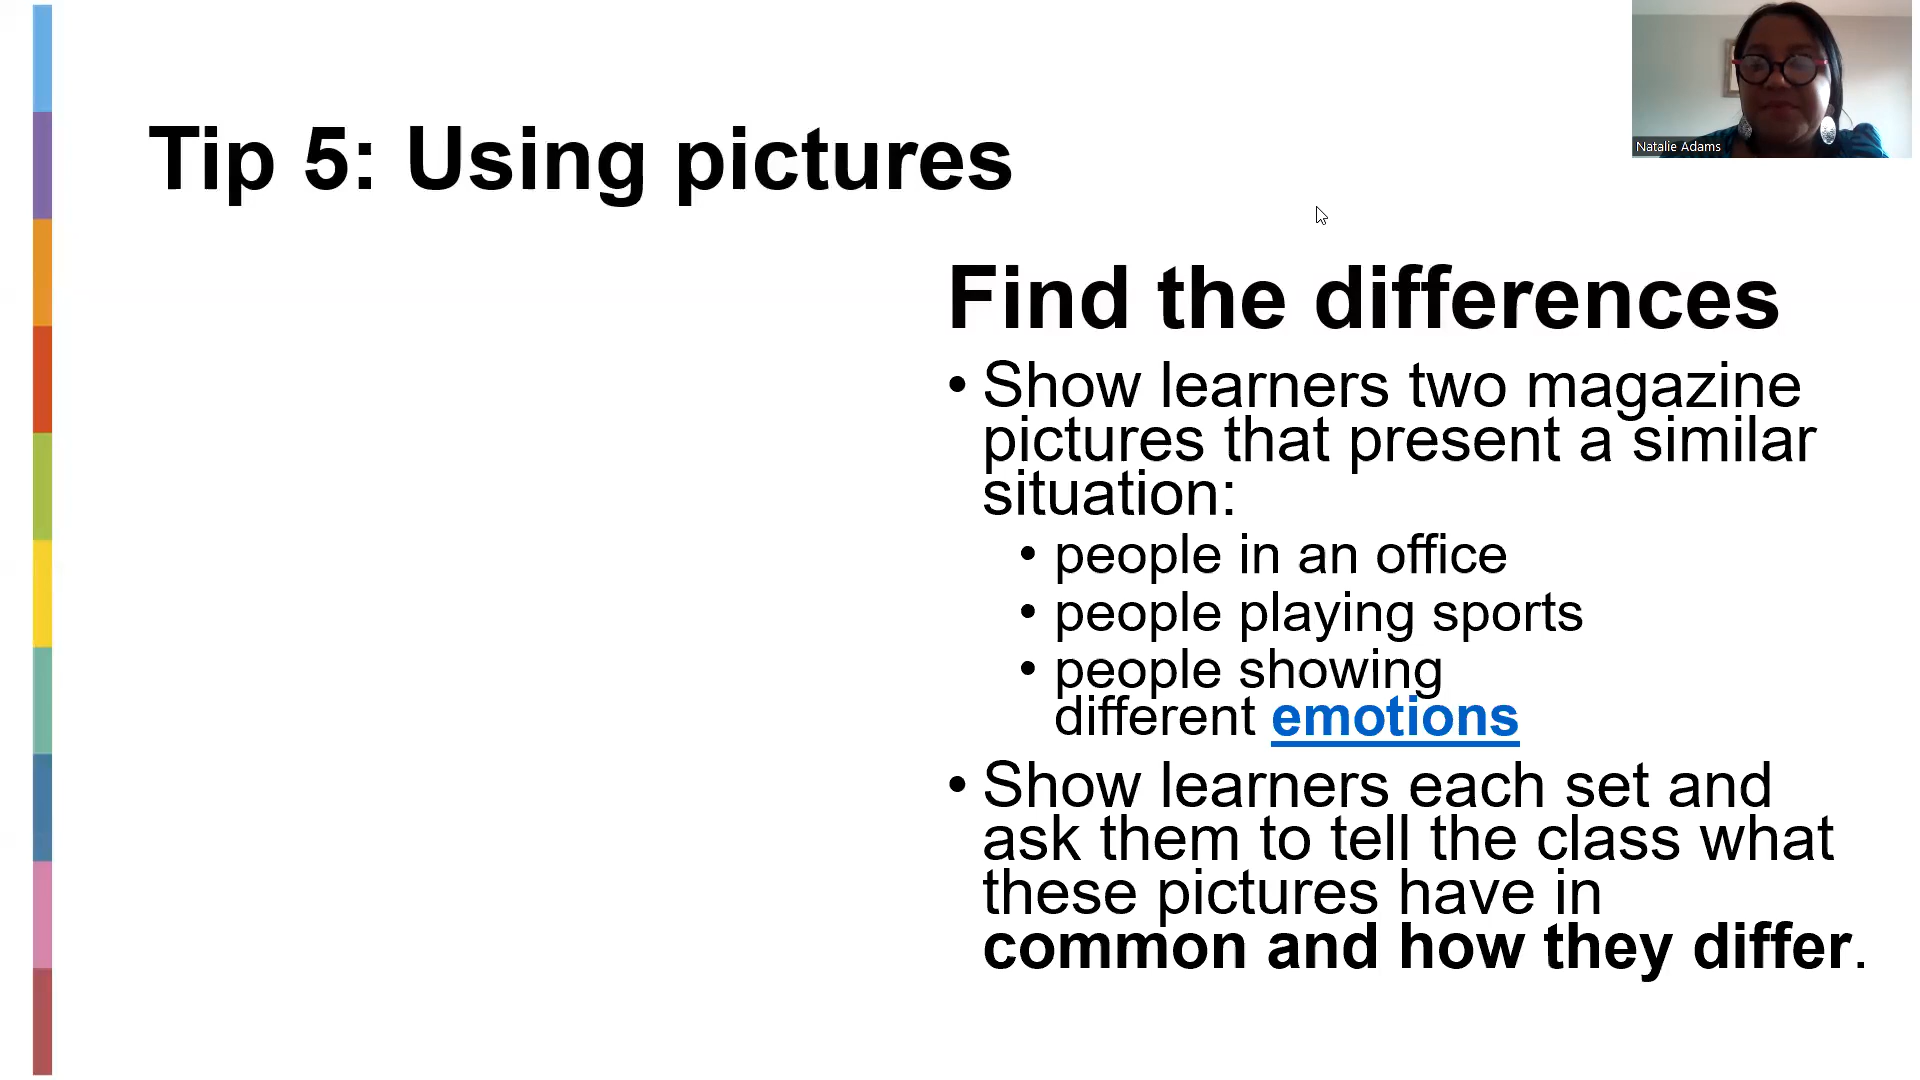 Natalie Adams
Tip 5: Using pictures
Find the differences
• Show learners two magazine
pictures that present a similar
situation:
• people in an office
• people playing sports
• people showing
different emotions
• Show learners each set and
ask them to tell the class what
these pictures have in
common and how they differ.